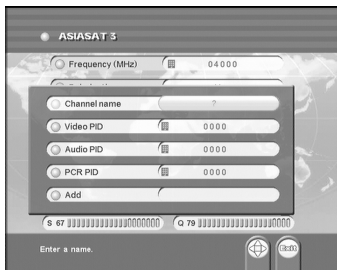 ASIASAT 3
Frequency (MHz) 04000
Channel name ?
Video PID 0000
Audio PID 0000
PCR PID 0000
Add
S 67 Q 79
Enter a name.
Exit